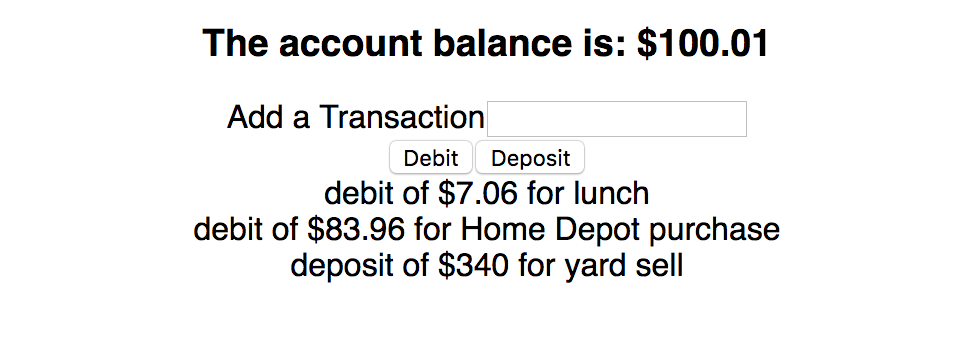 The account balance is: $100.01
Add a Transaction
Debit Deposit
debit of $7.06 for lunch
debit of $83.96 for Home Depot purchase
deposit of $340 for yard sell